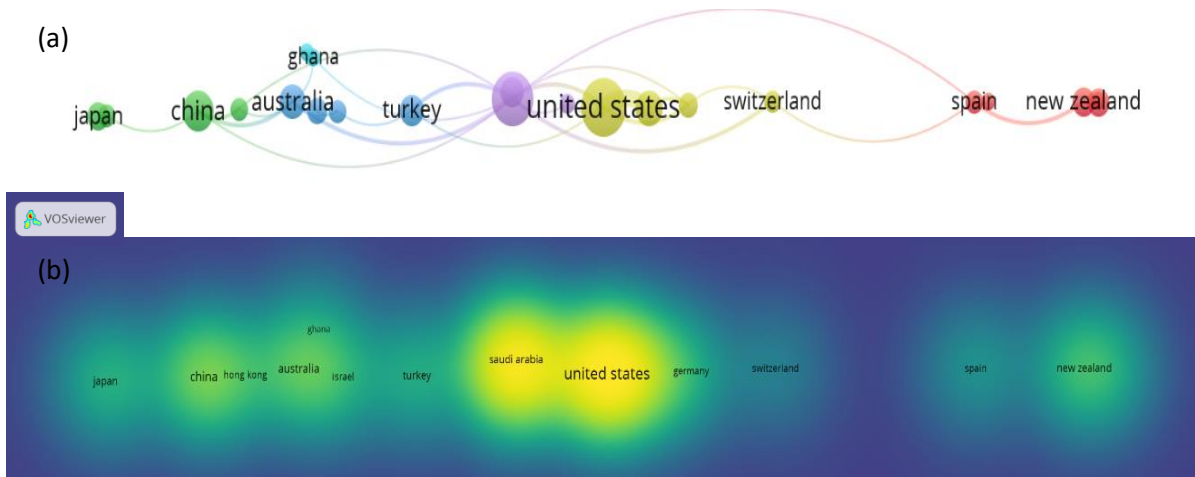 (a)
ghana
japan
china
australia
turkey
united states
switzerland
spain
new zealand
VOSviewer
(b)
ghana
japan
china
hong kong
australia
israel
turkey
saudi arabia
united states
germany
switzerland
spain
new zealand